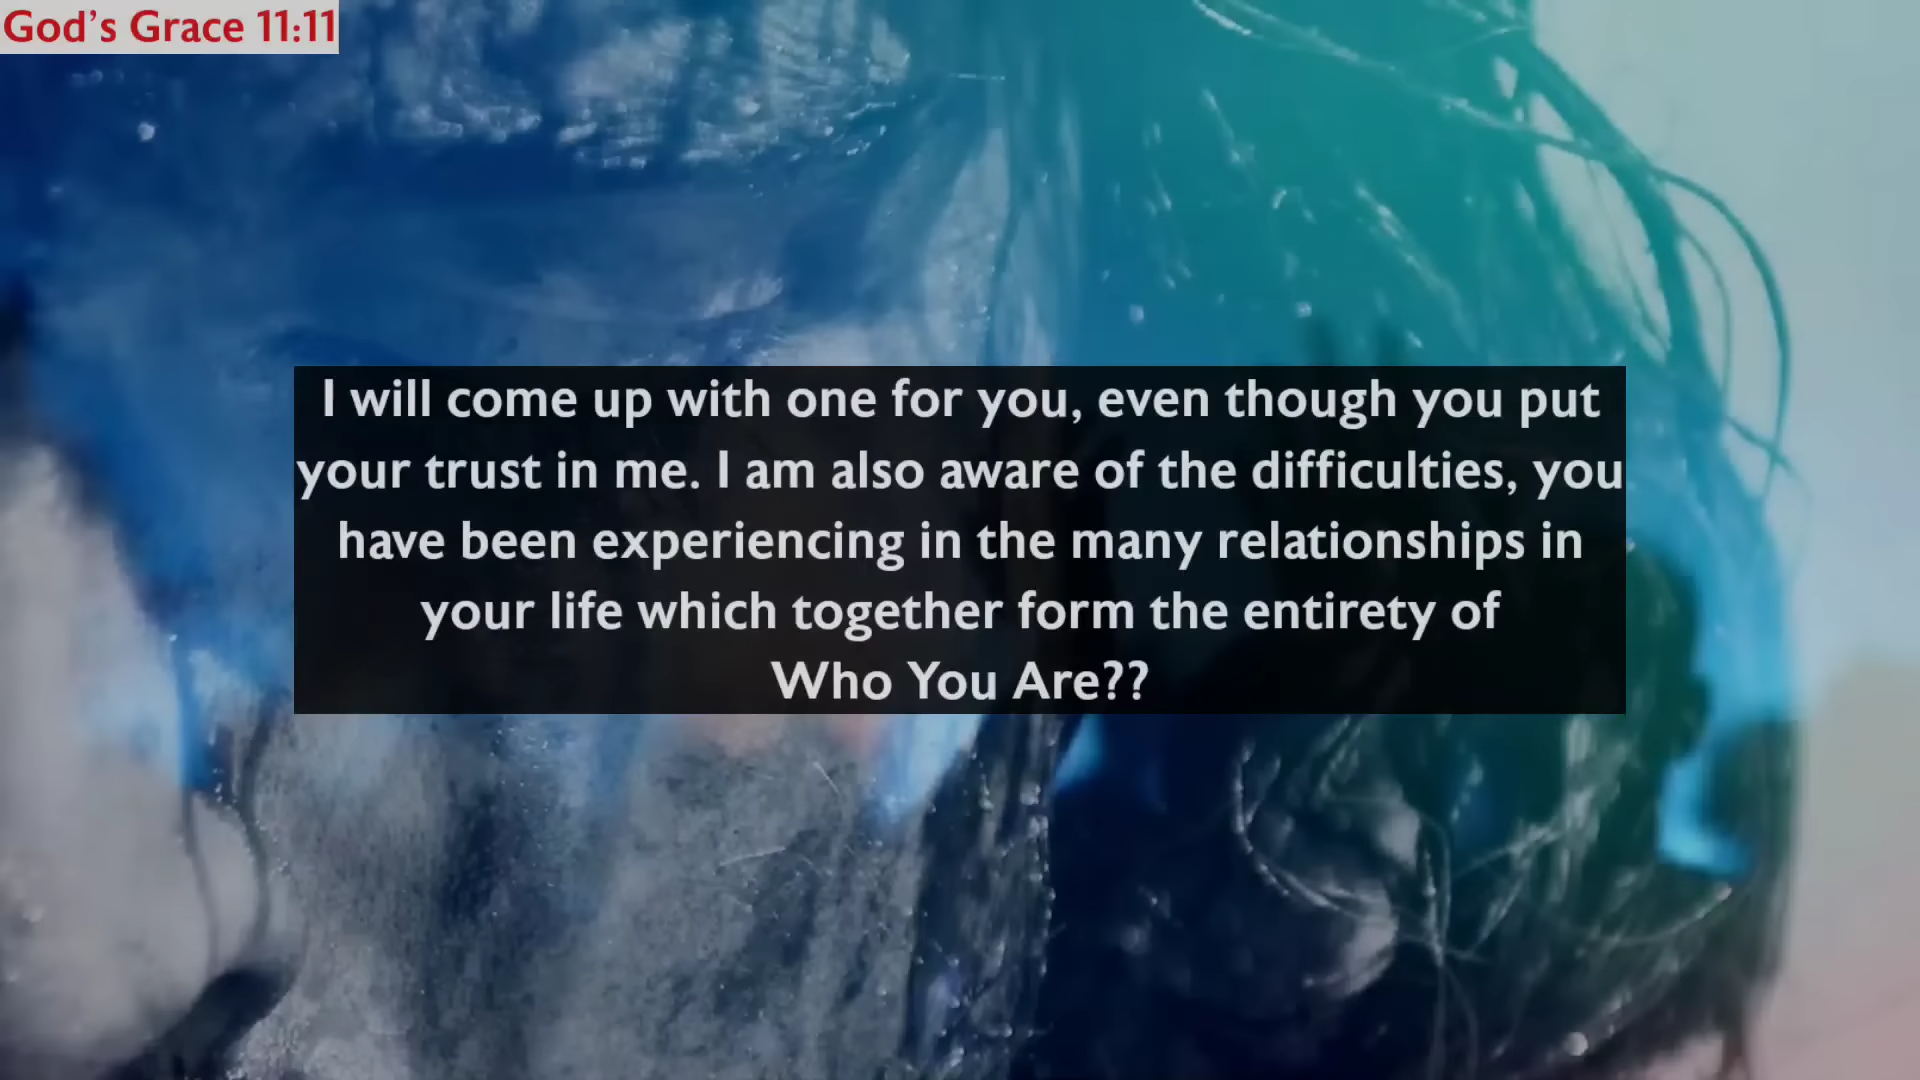 God's Grace 11:11
I will come up with one for you, even though you put
your trust in me. I am also aware of the difficulties, you
have been experiencing in the many relationships in
your life which together form the entirety of
Who You Are??